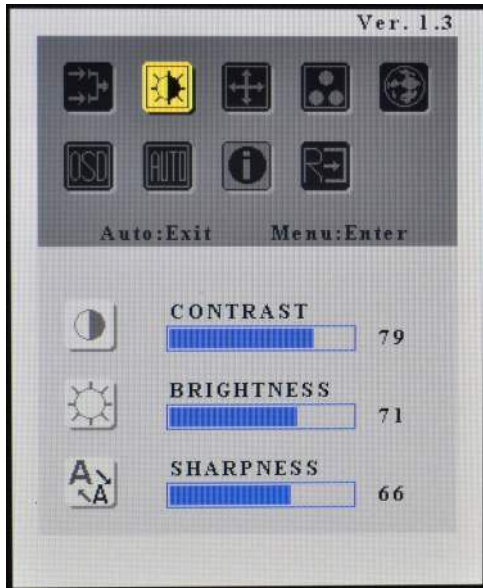 Ver. 1.3
OSD AUTO i R
Auto:Exit Menu:Enter
CONTRAST
79
BRIGHTNESS
71
A A SHARPNESS
66